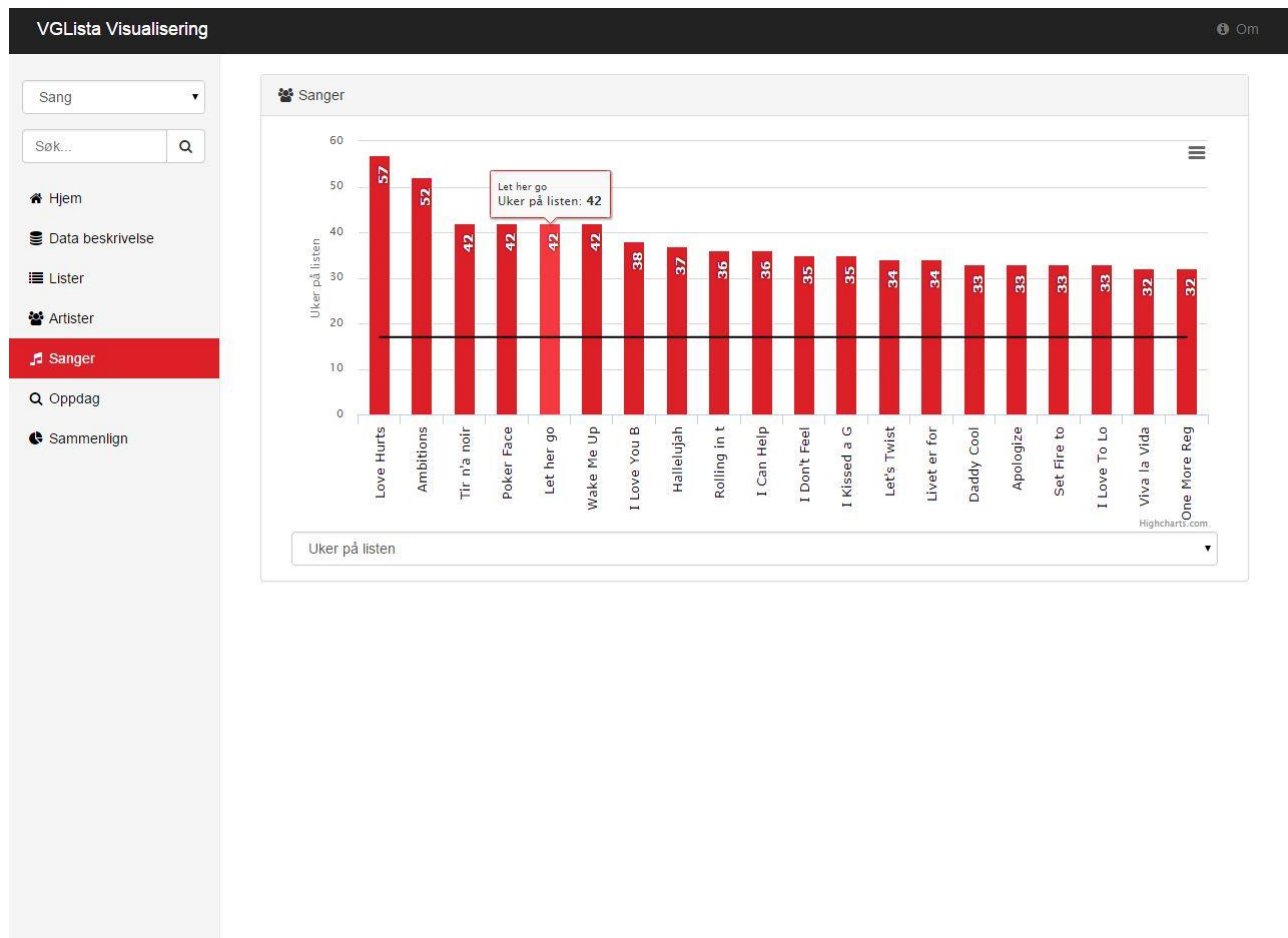 VGLista Visualisering
Om
Sang
Søk...
Hjem
Data beskrivelse
Lister
Artister
Sanger
Oppdag
Sammenlign
Sanger
60
50
40
30
20
10
0
Uker på listen
Let her go
Uker på listen: 42
57
52
42
42
42
42
38
37
36
36
35
35
34
34
33
33
33
33
32
32
Love Hurts
Ambitions
Tir n'a noir
Poker Face
Let her go
Wake Me Up
I Love You B
Hallelujah
Rolling in t
I Can Help
I Don't Feel
I Kissed a G
Let's Twist
Livet er for
Daddy Cool
Apologize
Set Fire to
I Love To Lo
Viva la Vida
One More Reg
Highcharts.com
Uker på listen